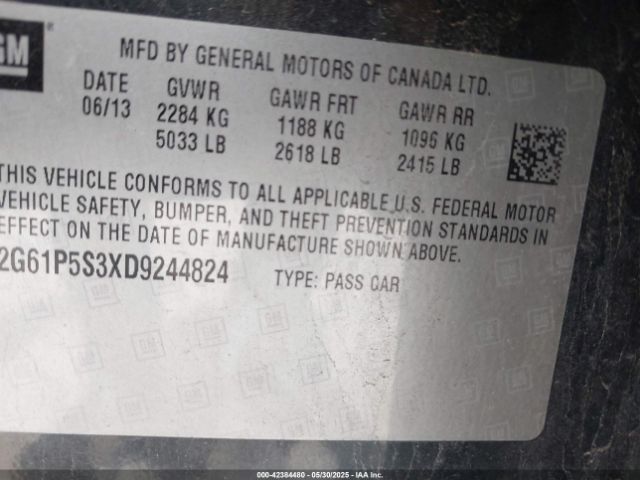 GM
MFD BY GENERAL MOTORS OF CANADA LTD.
DATE GVWR GAWR FRT GAWR RR
06/13 2284 KG 1188 KG 1096 KG
5033 LB 2618 LB 2415 LB
THIS VEHICLE CONFORMS TO ALL APPLICABLE U.S. FEDERAL MOTOR
VEHICLE SAFETY, BUMPER, AND THEFT PREVENTION STANDARDS IN
EFFECT ON THE DATE OF MANUFACTURE SHOWN ABOVE.
2G61P5S3XD9244824 TYPE: PASS CAR
000-42384480 - 05/30/2025 - IAAI.com